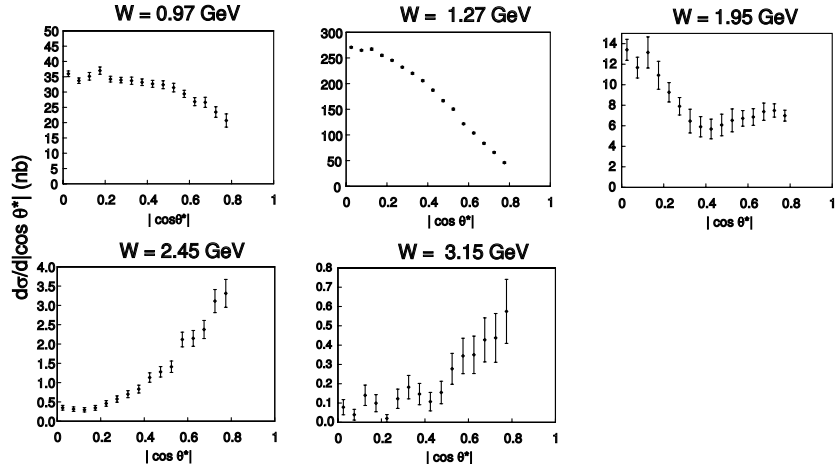 W = 0.97 GeV
50
45
40
35
30
25
20
15
10
5
0
0 0.2 0.4 0.6 0.8 1
| cosθ*|
W = 1.27 GeV
300
250
200
150
100
50
0
0 0.2 0.4 0.6 0.8 1
| cosθ*|
W = 1.95 GeV
14
12
10
8
6
4
2
0
0 0.2 0.4 0.6 0.8 1
| cos θ*|
dσ/d|cos θ*| (nb)
W = 2.45 GeV
4.0
3.5
3.0
2.5
2.0
1.5
1.0
0.5
0.0
0 0.2 0.4 0.6 0.8 1
| cos θ*|
W = 3.15 GeV
0.8
0.7
0.6
0.5
0.4
0.3
0.2
0.1
0.0
0 0.2 0.4 0.6 0.8 1
| cos θ*|